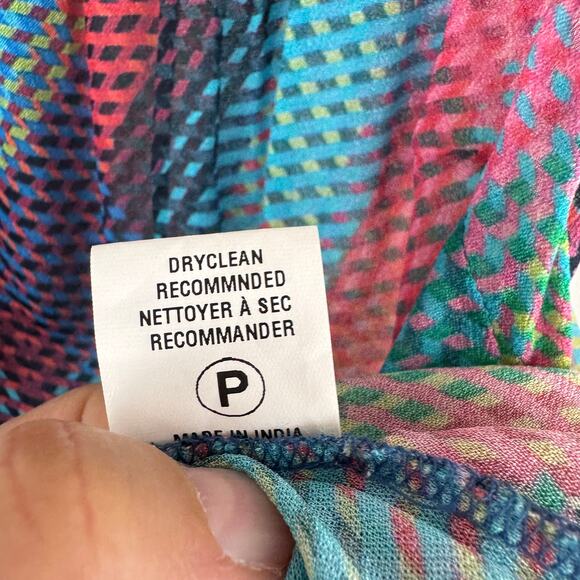 DRYCLEAN
RECOMMNDED
NETTOYER À SEC
RECOMMANDER
P
MADE IN INDIA